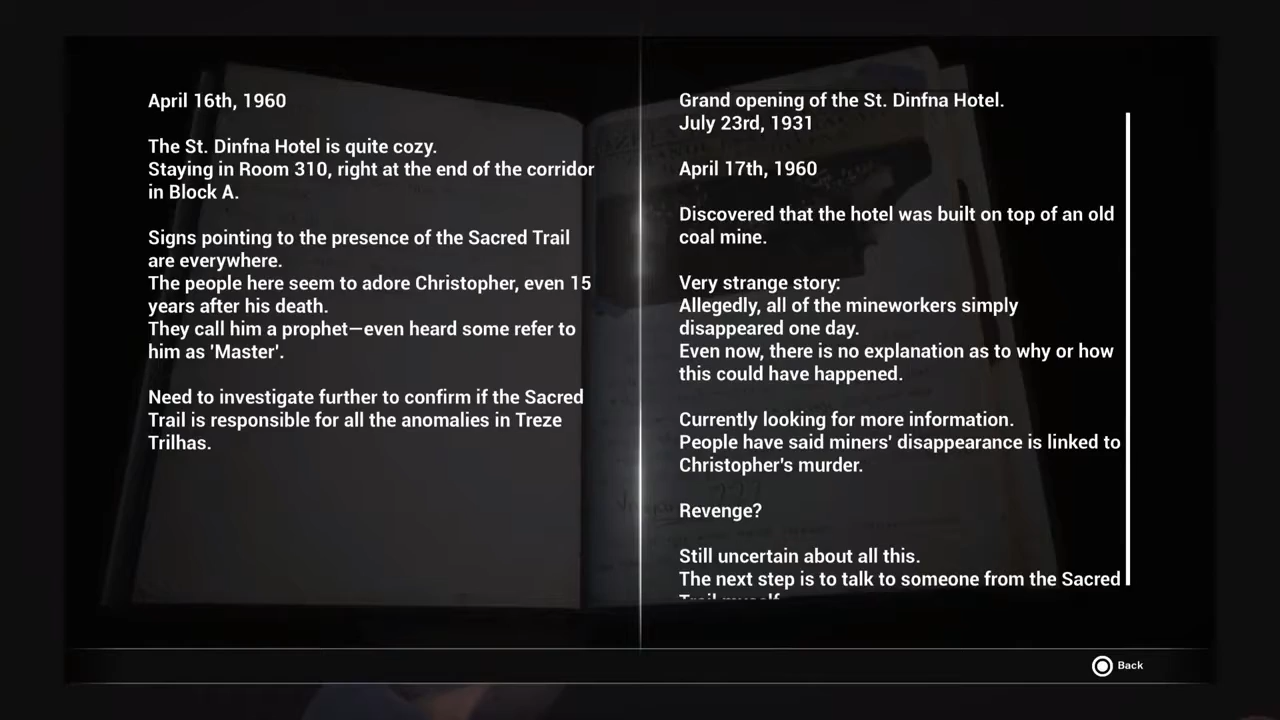 April 16th, 1960
The St. Dinfna Hotel is quite cozy.
Staying in Room 310, right at the end of the corridor
in Block A.
Signs pointing to the presence of the Sacred Trail
are everywhere.
The people here seem to adore Christopher, even 15
years after his death.
They call him a prophet—even heard some refer to
him as 'Master'.
Need to investigate further to confirm if the Sacred
Trail is responsible for all the anomalies in Treze
Trilhas.
Grand opening of the St. Dinfna Hotel.
July 23rd, 1931
April 17th, 1960
Discovered that the hotel was built on top of an old
coal mine.
Very strange story:
Allegedly, all of the mineworkers simply
disappeared one day.
Even now, there is no explanation as to why or how
this could have happened.
Currently looking for more information.
People have said miners' disappearance is linked to
Christopher's murder.
Revenge?
Still uncertain about all this.
The next step is to talk to someone from the Sacred
Trail myself
Back